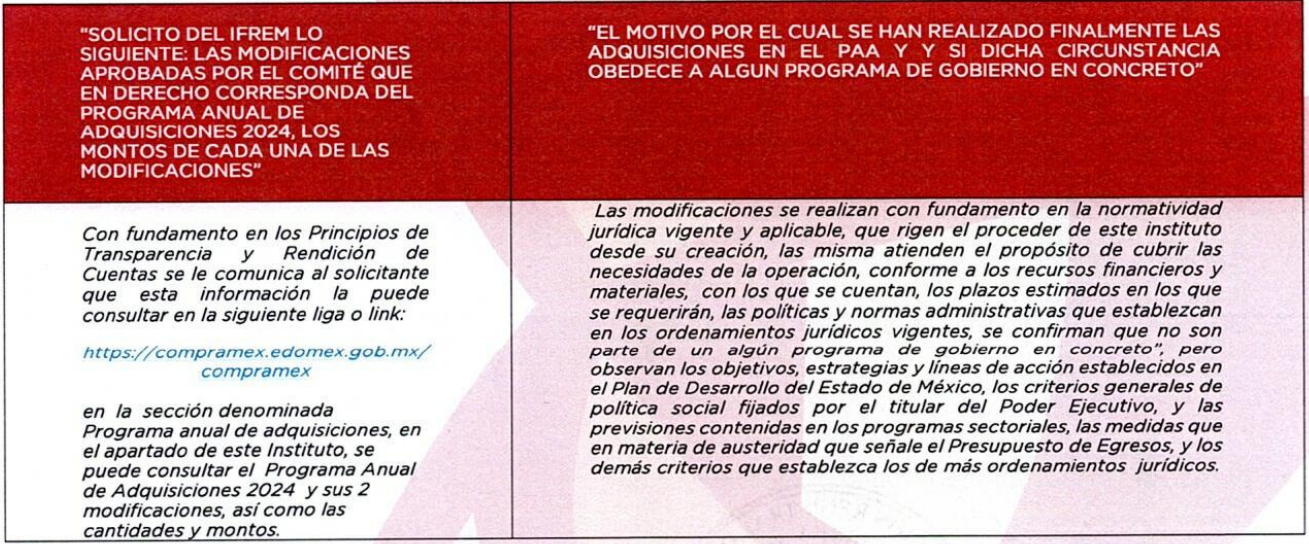 "SOLICITO DEL IFREM LO
SIGUIENTE: LAS MODIFICACIONES
APROBADAS POR EL COMITÉ QUE
EN DERECHO CORRESPONDA DEL
PROGRAMA ANUAL DE
ADQUISICIONES 2024, LOS
MONTOS DE CADA UNA DE LAS
MODIFICACIONES"
"EL MOTIVO POR EL CUAL SE HAN REALIZADO FINALMENTE LAS
ADQUISICIONES EN EL PAA Y Y SI DICHA CIRCUNSTANCIA
OBEDECE A ALGUN PROGRAMA DE GOBIERNO EN CONCRETO"
Con fundamento en los Principios de
Transparencia y Rendición de
Cuentas se le comunica al solicitante
que esta información la puede
consultar en la siguiente liga o link:
https://compramex.edomex.gob.mx/
compramex
en la sección denominada
Programa anual de adquisiciones, en
el apartado de este Instituto, se
puede consultar el Programa Anual
de Adquisiciones 2024 y sus 2
modificaciones, así como las
cantidades y montos.
Las modificaciones se realizan con fundamento en la normatividad
jurídica vigente y aplicable, que rigen el proceder de este instituto
desde su creación, las misma atienden el propósito de cubrir las
necesidades de la operación, conforme a los recursos financieros y
materiales, con los que se cuentan, los plazos estimados en los que
se requerirán, las políticas y normas administrativas que establezcan
en los ordenamientos jurídicos vigentes, se confirman que no son
parte de un algún programa de gobierno en concreto", pero
observan los objetivos, estrategias y líneas de acción establecidos en
el Plan de Desarrollo del Estado de México, los criterios generales de
política social fijados por el titular del Poder Ejecutivo, y las
previsiones contenidas en los programas sectoriales, las medidas que
en materia de austeridad que señale el Presupuesto de Egresos, y los
demás criterios que establezca los de más ordenamientos jurídicos.